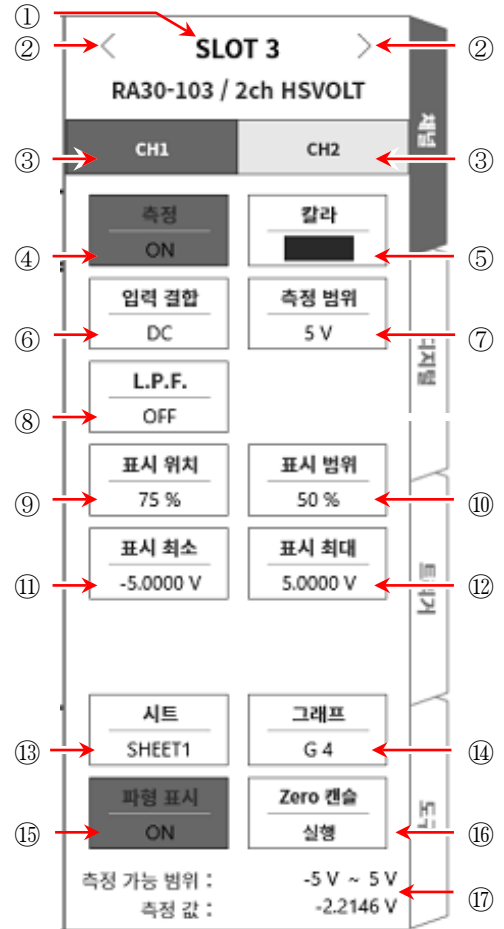 ①
② < SLOT 3 > ②
RA30-103 / 2ch HSVOLT
채널
③ CH1 CH2 ③
측정 칼라
④ ON ⑤
입력 결합 측정 범위
⑥ DC 5 V ⑦
디지털
L.P.F.
⑧ OFF
표시 위치 표시 범위
⑨ 75 % 50 % ⑩
표시 최소 표시 최대
⑪ -5.0000 V 5.0000 V ⑫
트리거
시트 그래프
⑬ SHEET1 G 4 ⑭
파형 표시 Zero 캔슬
⑮ ON 실행 ⑯
측정 가능 범위 : -5 V ~ 5 V
⑰
측정 값 : -2.2146 V